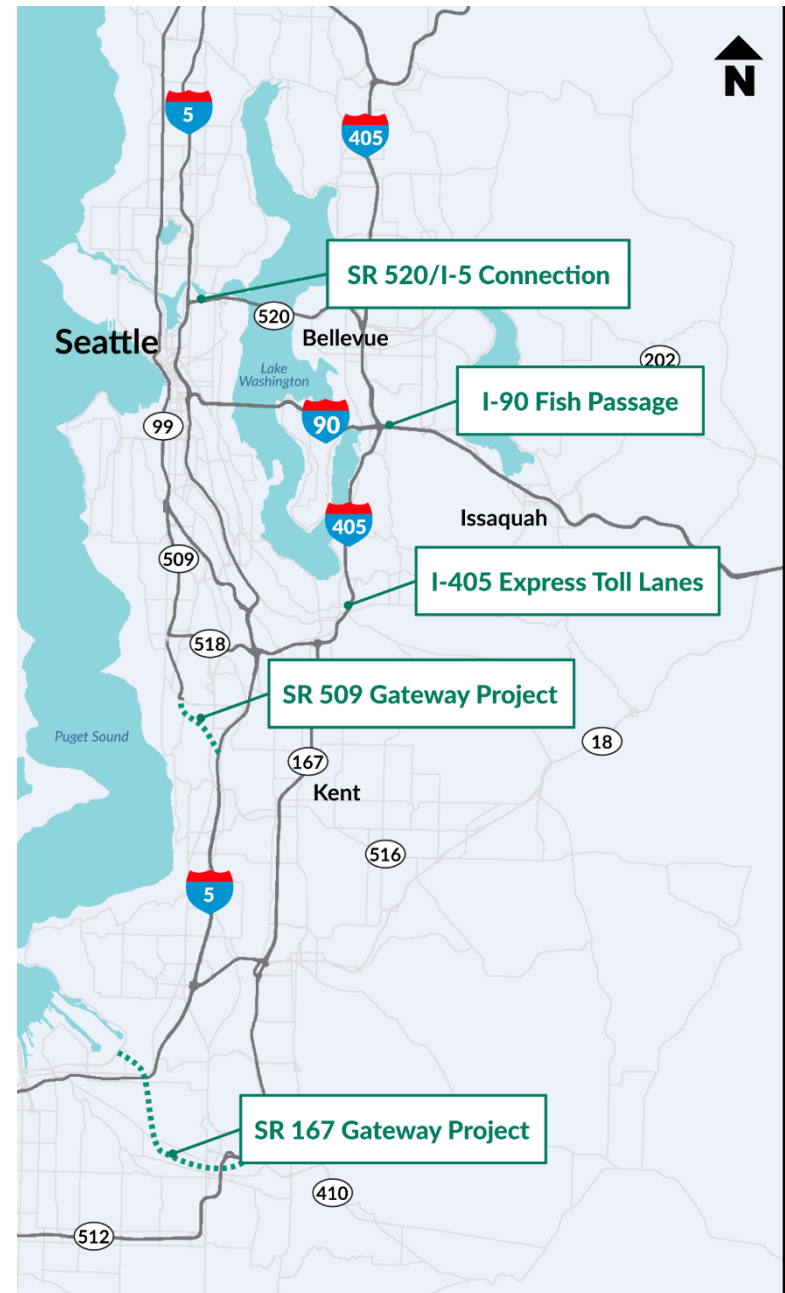 N
5
405
SR 520/I-5 Connection
520
Seattle
Bellevue
202
Lake
Washington
I-90 Fish Passage
99
90
405
Issaquah
509
I-405 Express Toll Lanes
518
SR 509 Gateway Project
Puget Sound
18
167
Kent
516
5
SR 167 Gateway Project
410
512